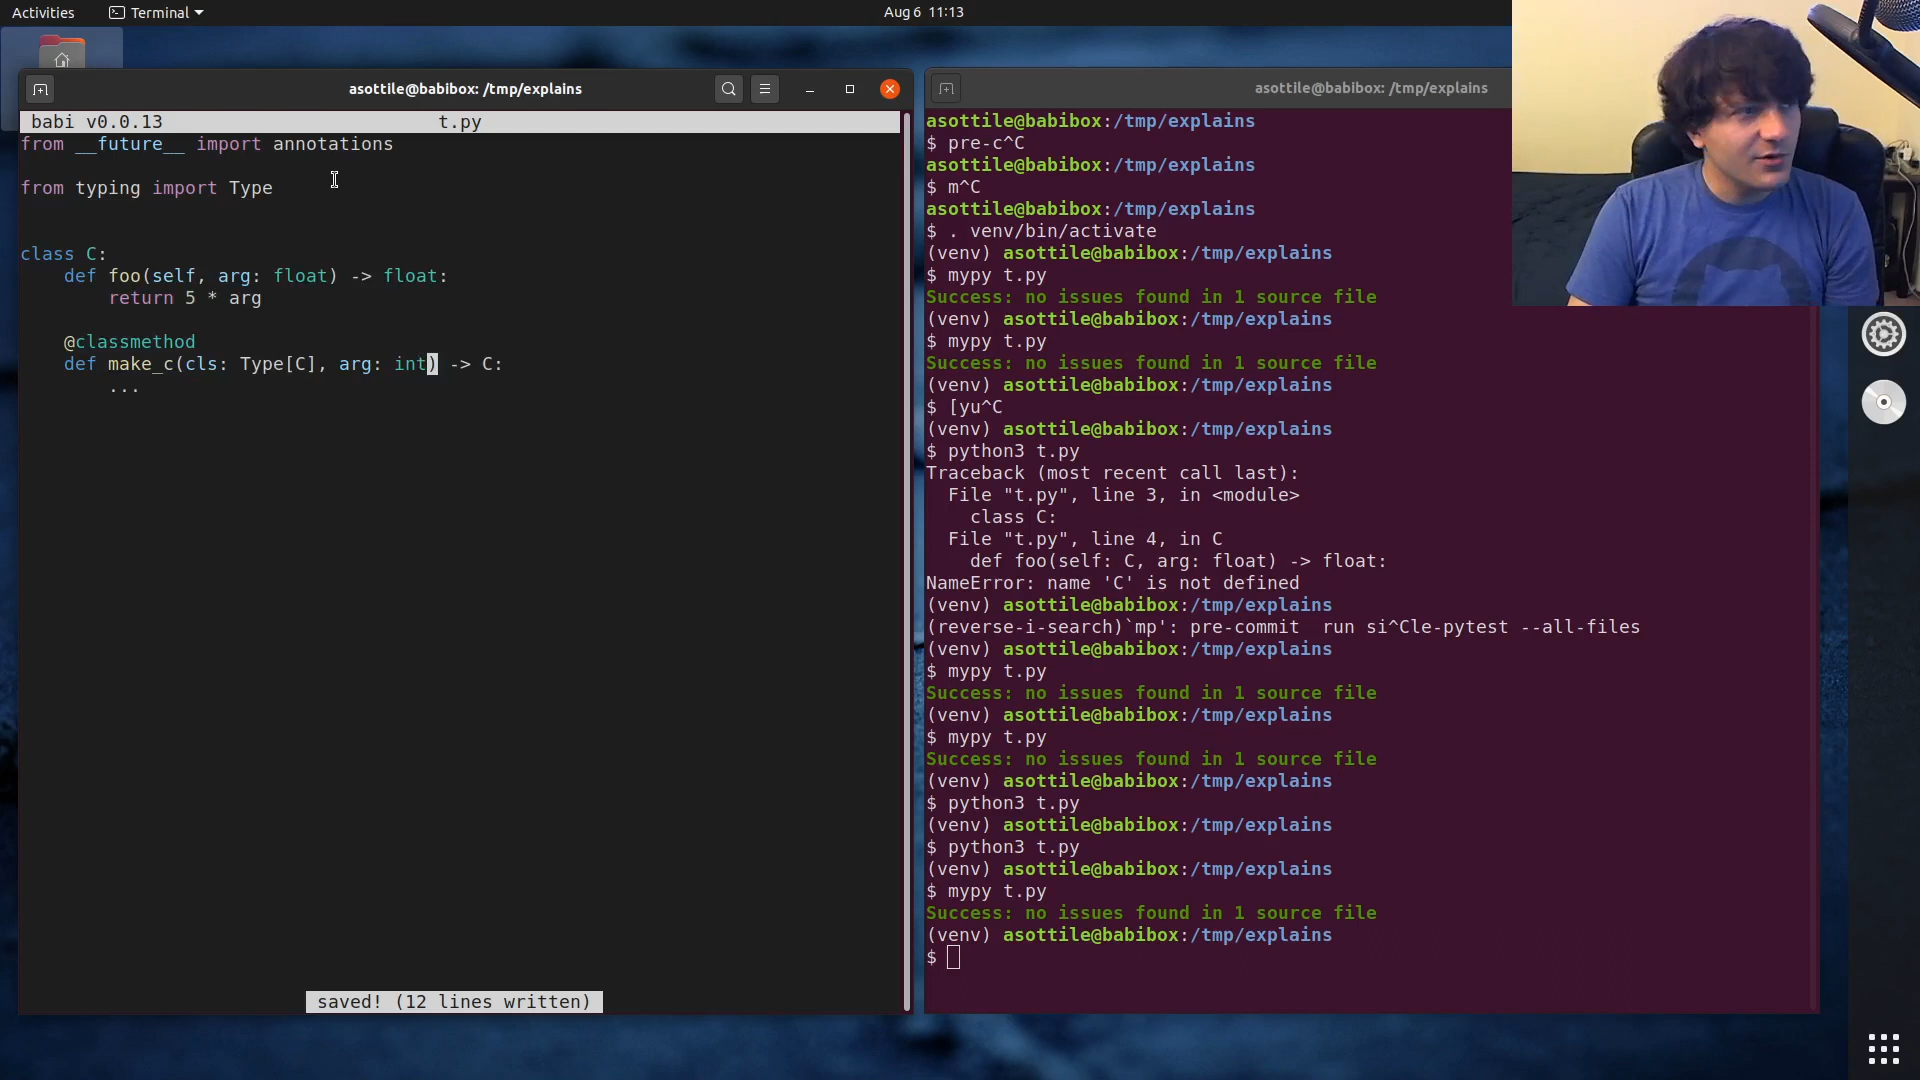 Activities
Terminal
Aug 6 11:13
asottile@babibox: /tmp/explains
babi v0.0.13 t.py
from __future__ import annotations
from typing import Type
class C:
def foo(self, arg: float) -> float:
return 5 * arg
@classmethod
def make_c(cls: Type[C], arg: int) -> C:
...
saved! (12 lines written)
asottile@babibox: /tmp/explains
asottile@babibox:/tmp/explains
$ pre-c^C
asottile@babibox:/tmp/explains
$ m^C
asottile@babibox:/tmp/explains
$ . venv/bin/activate
(venv) asottile@babibox:/tmp/explains
$ mypy t.py
Success: no issues found in 1 source file
(venv) asottile@babibox:/tmp/explains
$ mypy t.py
Success: no issues found in 1 source file
(venv) asottile@babibox:/tmp/explains
$ [yu^C
(venv) asottile@babibox:/tmp/explains
$ python3 t.py
Traceback (most recent call last):
File "t.py", line 3, in <module>
class C:
File "t.py", line 4, in C
def foo(self: C, arg: float) -> float:
NameError: name 'C' is not defined
(venv) asottile@babibox:/tmp/explains
(reverse-i-search)`mp': pre-commit  run si^Cle-pytest --all-files
(venv) asottile@babibox:/tmp/explains
$ mypy t.py
Success: no issues found in 1 source file
(venv) asottile@babibox:/tmp/explains
$ mypy t.py
Success: no issues found in 1 source file
(venv) asottile@babibox:/tmp/explains
$ python3 t.py
(venv) asottile@babibox:/tmp/explains
$ python3 t.py
(venv) asottile@babibox:/tmp/explains
$ mypy t.py
Success: no issues found in 1 source file
(venv) asottile@babibox:/tmp/explains
$